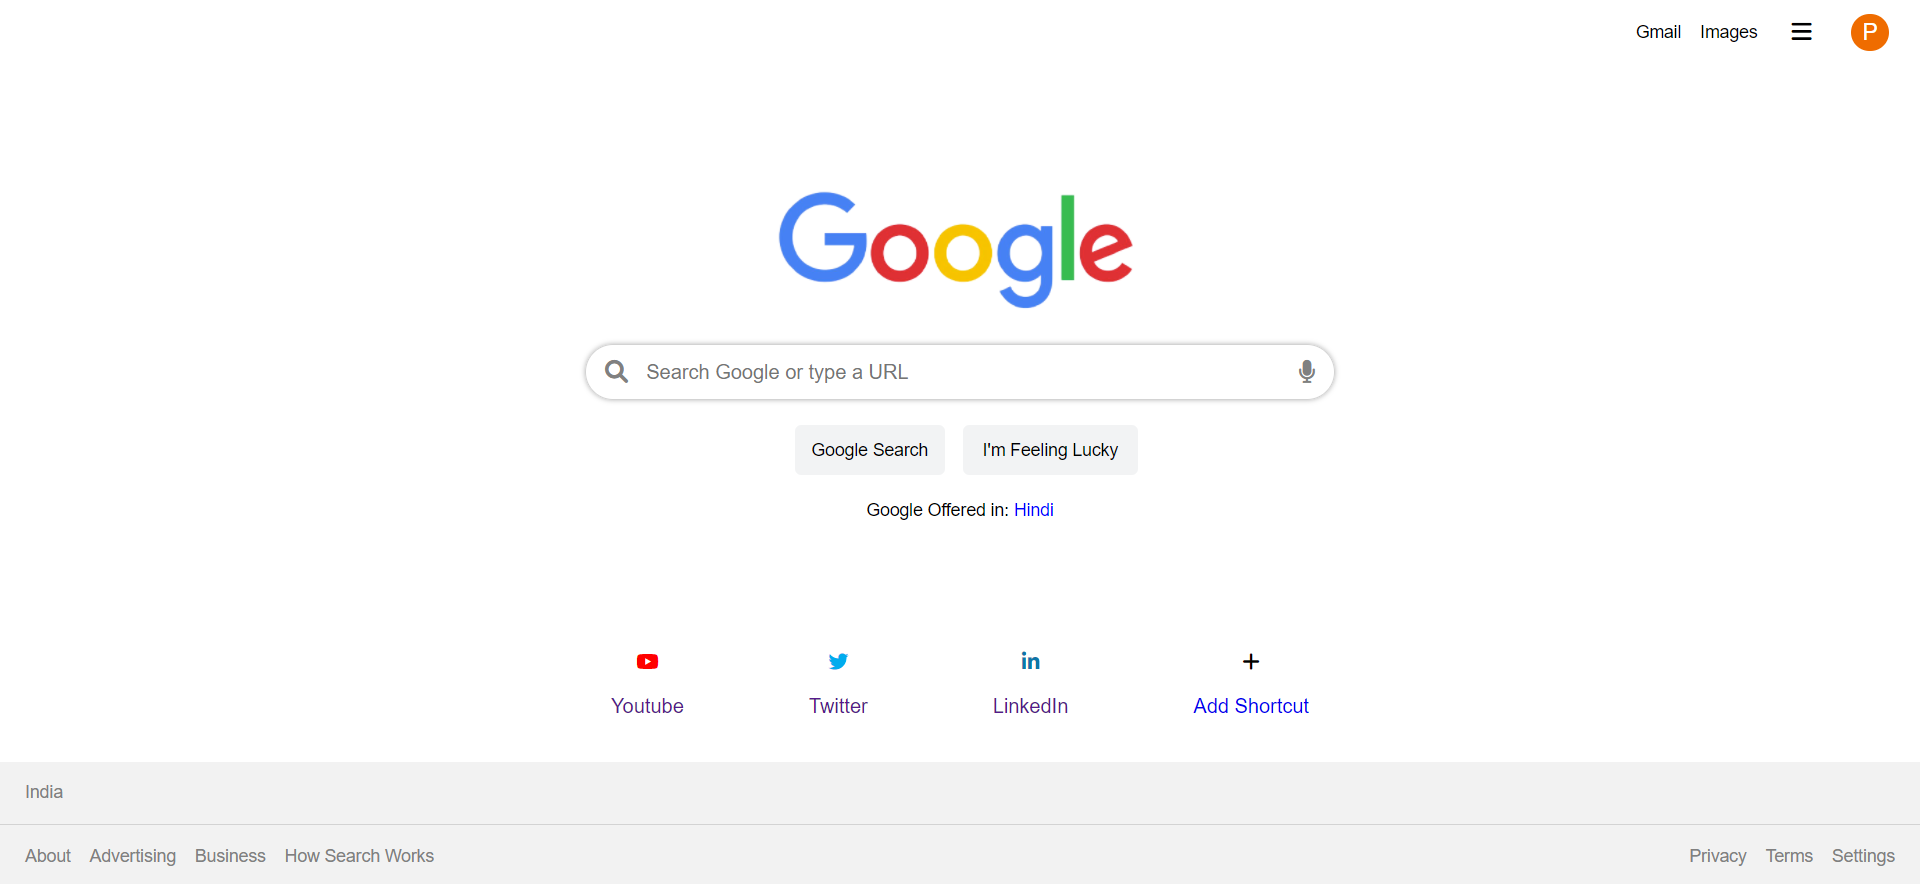 Gmail Images P
Google
Search Google or type a URL
Google Search I'm Feeling Lucky
Google Offered in: Hindi
Youtube Twitter LinkedIn Add Shortcut
India
About Advertising Business How Search Works Privacy Terms Settings